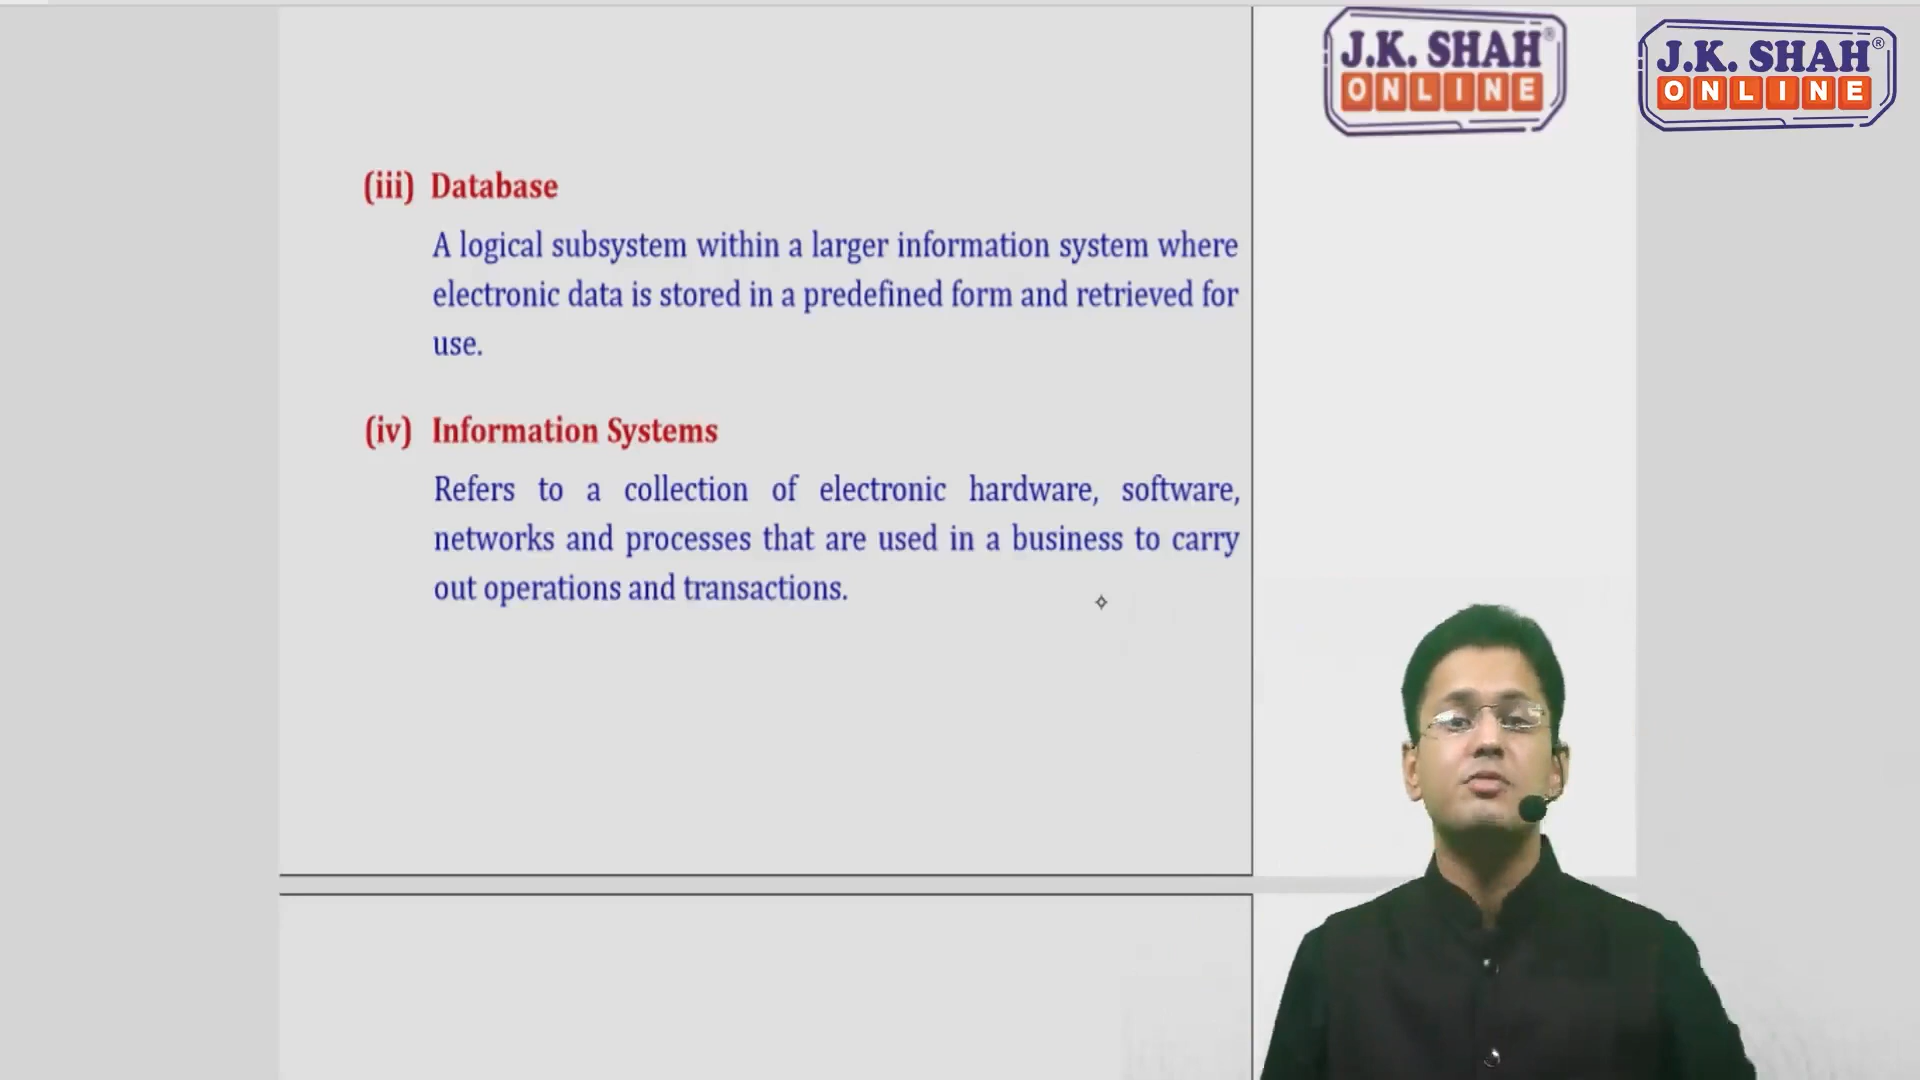 J.K. SHAH®
ONLINE
J.K. SHAH®
ONLINE
(iii) Database
A logical subsystem within a larger information system where
electronic data is stored in a predefined form and retrieved for
use.
(iv) Information Systems
Refers to a collection of electronic hardware, software,
networks and processes that are used in a business to carry
out operations and transactions.